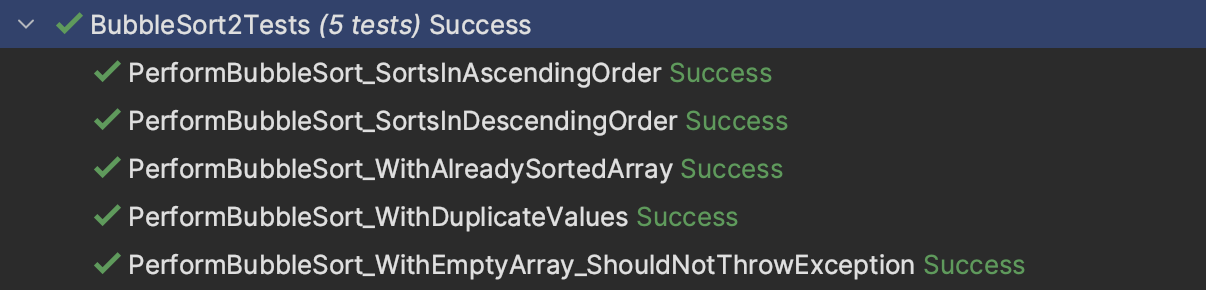 BubbleSort2Tests (5 tests) Success
PerformBubbleSort_SortsInAscendingOrder Success
PerformBubbleSort_SortsInDescendingOrder Success
PerformBubbleSort_WithAlreadySortedArray Success
PerformBubbleSort_WithDuplicateValues Success
PerformBubbleSort_WithEmptyArray_ShouldNotThrowException Success